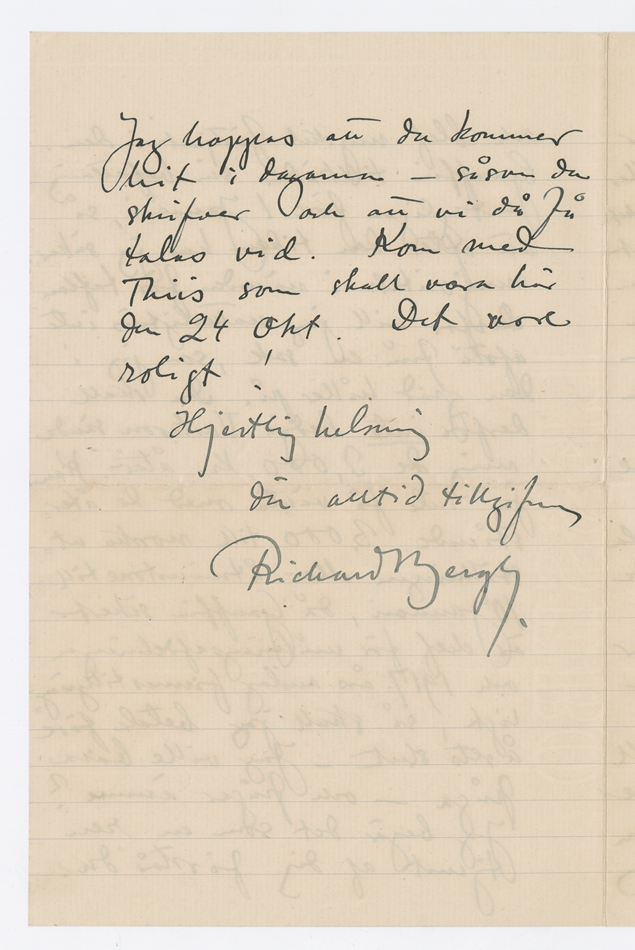 Jag hoppas att du kommer
hit i dagarna – såsom du
skrifver och att vi då få
talas vid. Kom med
Thiis som skall vara här
den 24 Okt. Det vore
roligt!
Hjertlig helsning
din alltid tillgifne
Richard Bergh.